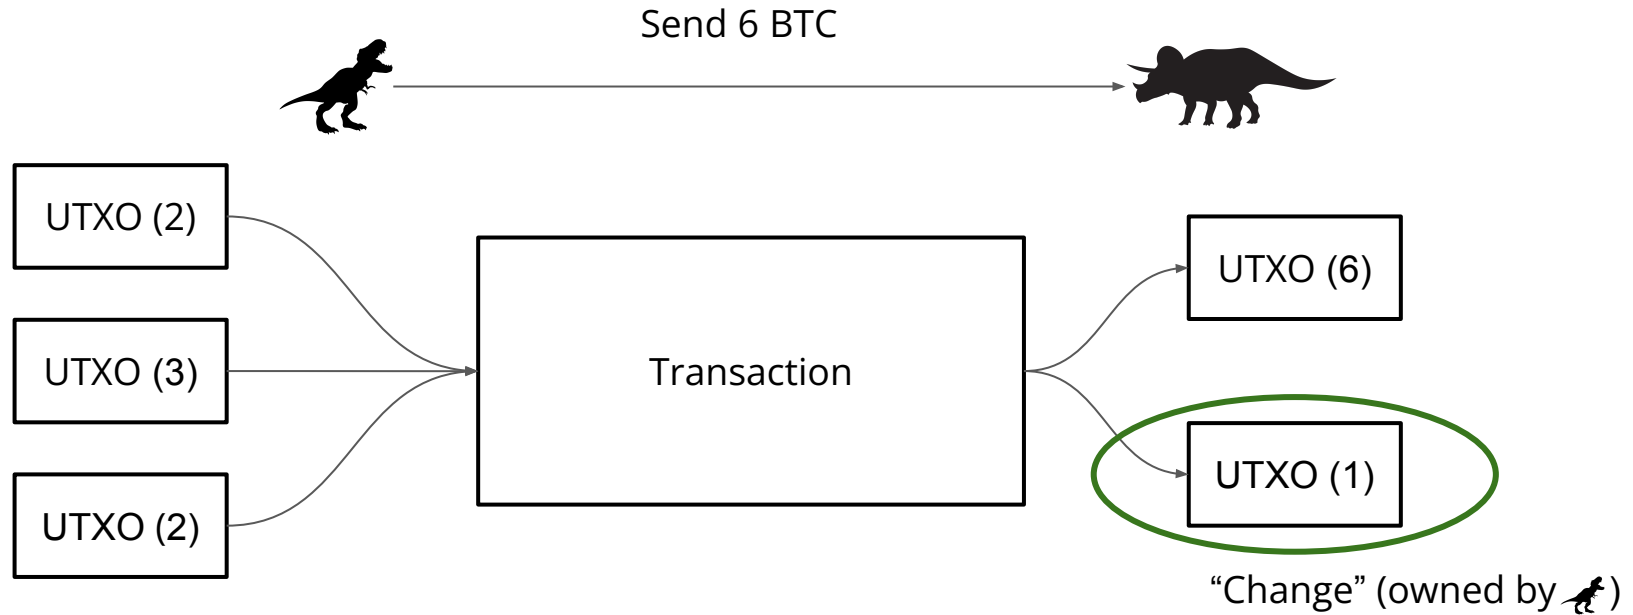 Send 6 BTC
UTXO (2)
UTXO (3)
UTXO (2)
Transaction
UTXO (6)
UTXO (1)
“Change” (owned by )